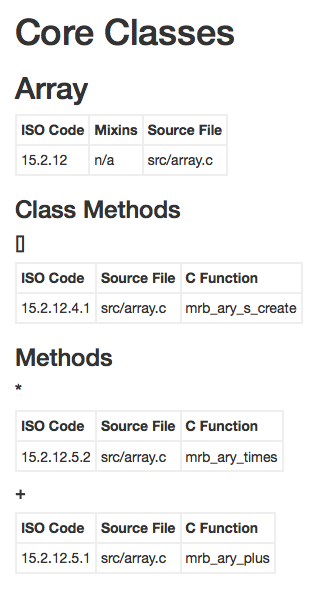 Core Classes
Array
ISO Code Mixins Source File
15.2.12 n/a src/array.c
Class Methods
[]
ISO Code Source File C Function
15.2.12.4.1 src/array.c mrb_ary_s_create
Methods
*
ISO Code Source File C Function
15.2.12.5.2 src/array.c mrb_ary_times
+
ISO Code Source File C Function
15.2.12.5.1 src/array.c mrb_ary_plus